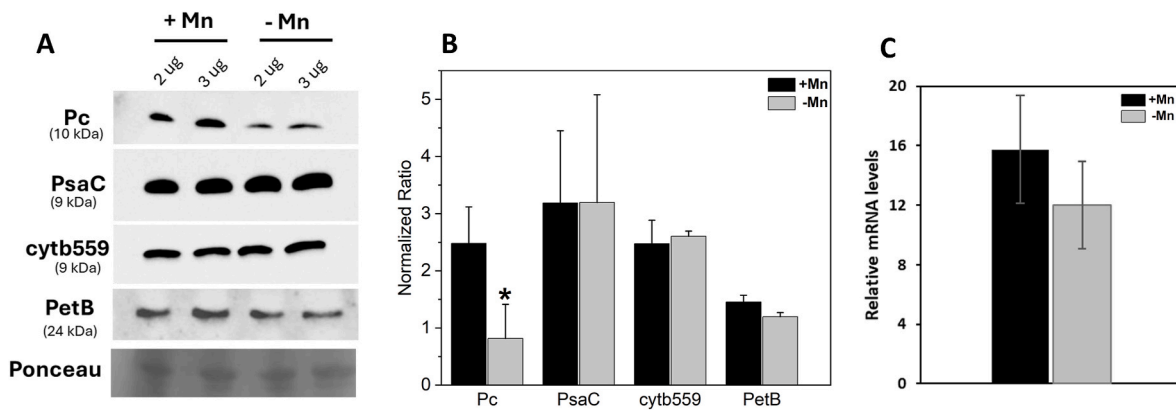 A
+ Mn - Mn
2 ug 3 ug 2 ug 3 ug
Pc
(10 kDa)
PsaC
(9 kDa)
cytb559
(9 kDa)
PetB
(24 kDa)
Ponceau
B
+Mn
-Mn
Normalized Ratio
5
4
3
2
1
0
*
Pc PsaC cytb559 PetB
C
+Mn
-Mn
Relative mRNA levels
20
16
12
8
4
0